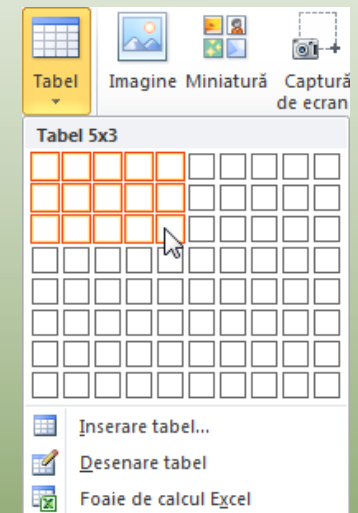 Tabel
Imagine
Miniatură
Captură
de ecran
Tabel 5x3
Inserare tabel...
Desenare tabel
Foaie de calcul Excel